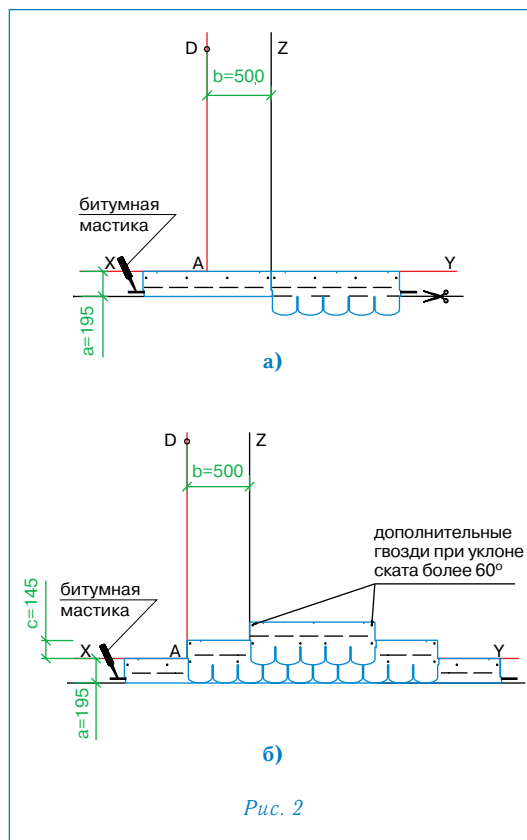 D
Z
b=500
битумная
мастика
X
A
Y
a=195
а)
D
Z
b=500
дополнительные
гвозди при уклоне
ската более 60°
c=145
битумная
мастика
X
A
Y
a=195
б)
Рис. 2